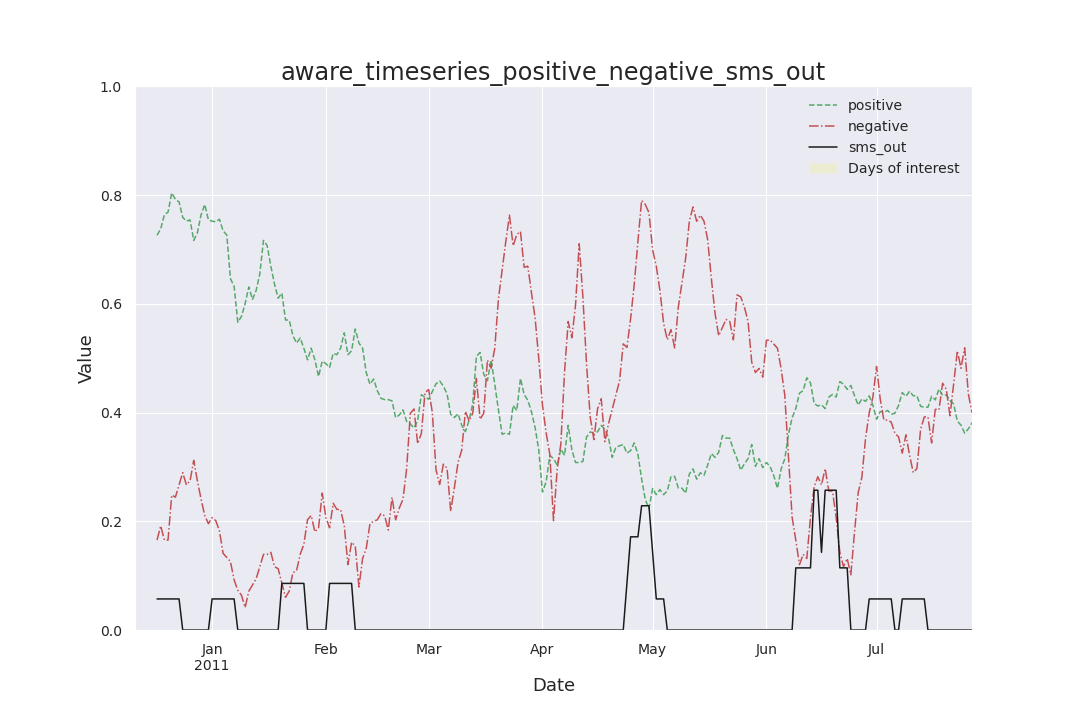 aware_timeseries_positive_negative_sms_out
1.0
0.8
0.6
0.4
0.2
0.0
Value
positive
negative
sms_out
Days of interest
Jan Feb Mar Apr May Jun Jul
2011
Date